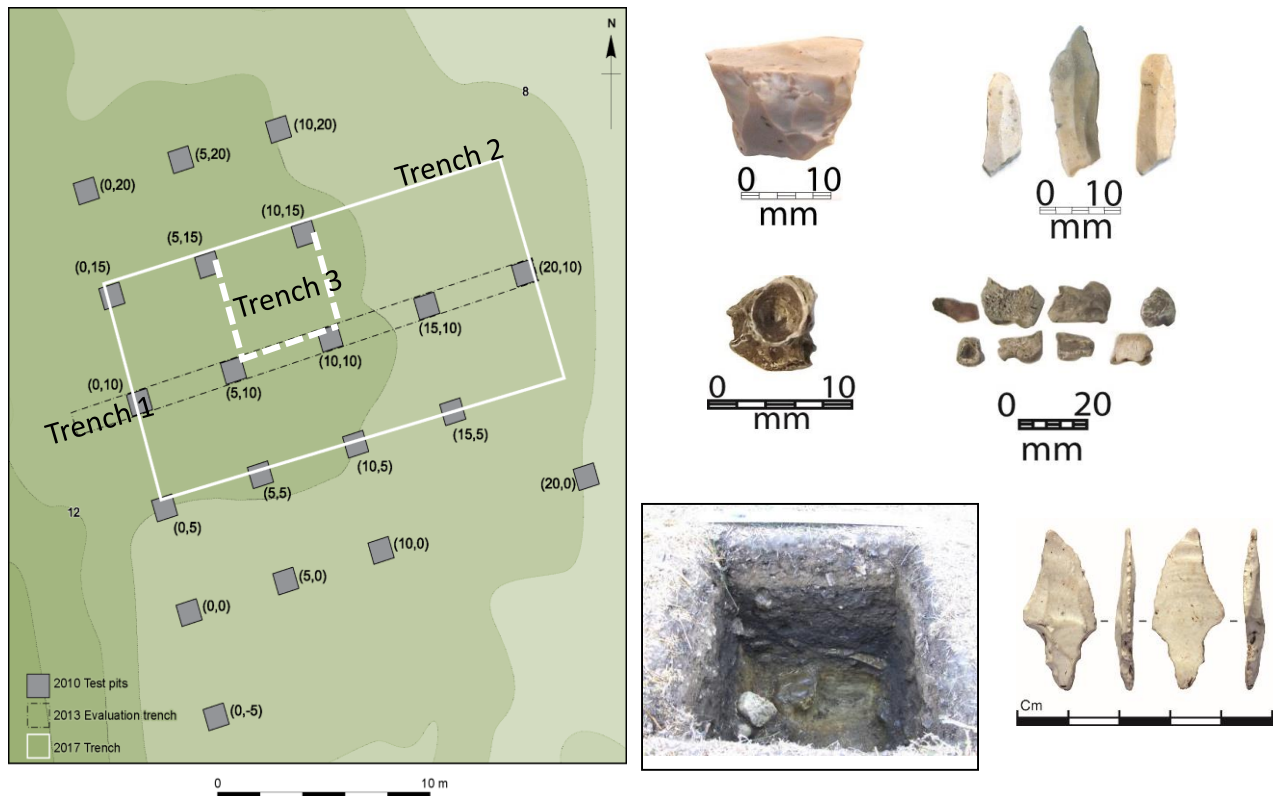 N
8
(10,20)
(5,20)
(0,20)
Trench 2
(10,15)
(5,15)
(0,15)
(20,10)
Trench 3
(15,10)
(10,10)
(0,10)
(5,10)
Trench 1
(15,5)
(10,5)
(5,5)
(20,0)
(0,5)
12
(10,0)
(5,0)
(0,0)
(0,-5)
2010 Test pits
2013 Evaluation trench
2017 Trench
0 10 m
0 10
mm
0 10
mm
0 10
mm
0 20
mm
Cm